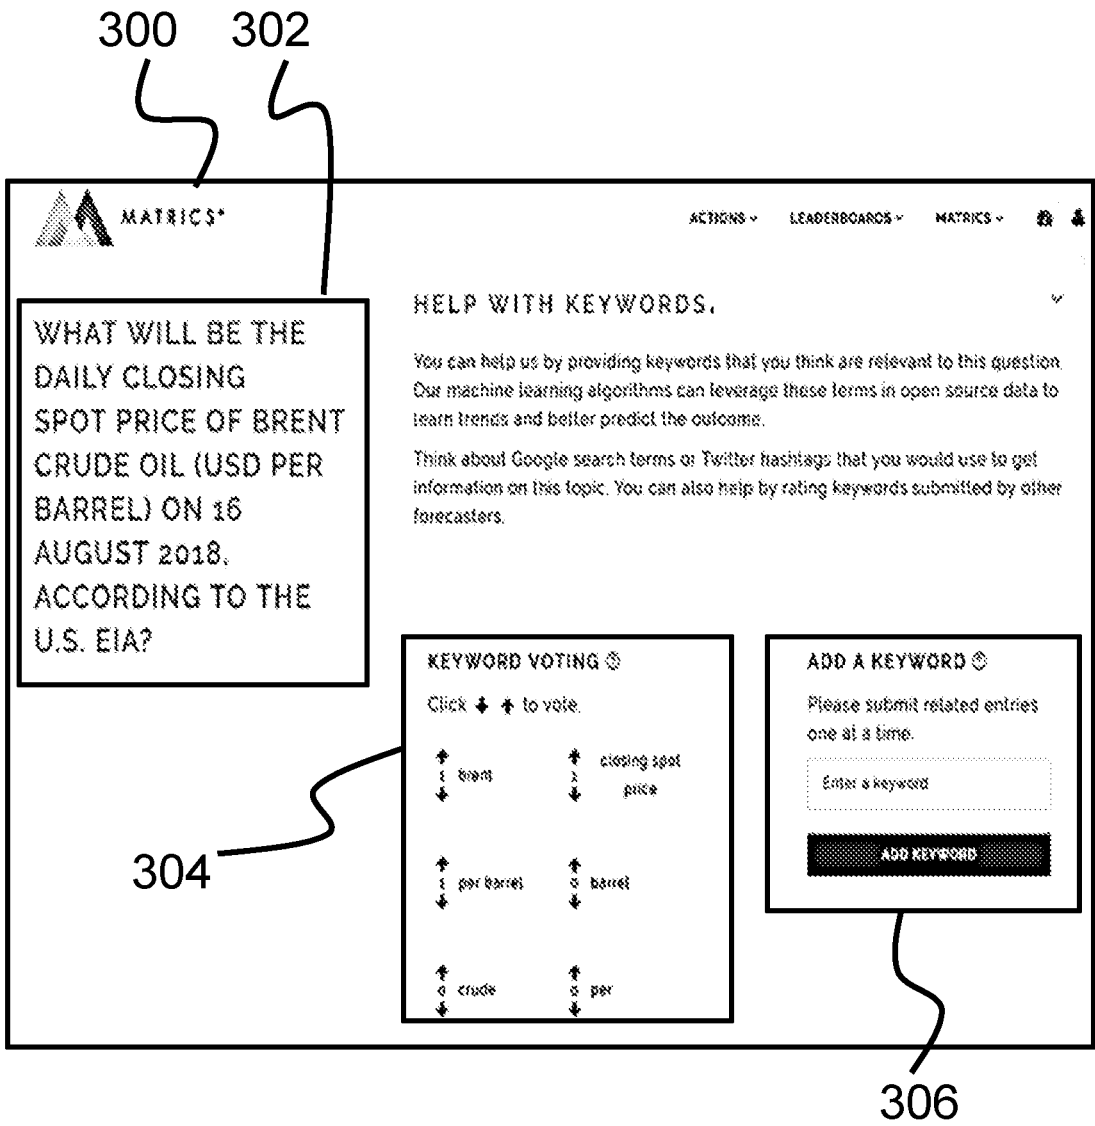 300 302
MATRICS
ACTIONS LEADERBOARDS MATRICS
WHAT WILL BE THE
DAILY CLOSING
SPOT PRICE OF BRENT
CRUDE OIL (USD PER
BARREL) ON 16
AUGUST 2018,
ACCORDING TO THE
U.S. EIA?
HELP WITH KEYWORDS.
You can help us by providing keywords that you think are relevant to this question.
Our machine learning algorithms can leverage these terms in open source data to
learn trends and better predict the outcome.
Think about Google search terms or Twitter hashtags that you would use to get
information on this topic. You can also help by rating keywords submitted by other
forecasters.
KEYWORD VOTING
Click to vote.
brent
closing spot
price
per barrel
0 barrel
0 crude
0 per
ADD A KEYWORD
Please submit related entries
one at a time.
Enter a keyword
ADD KEYWORD
304
306